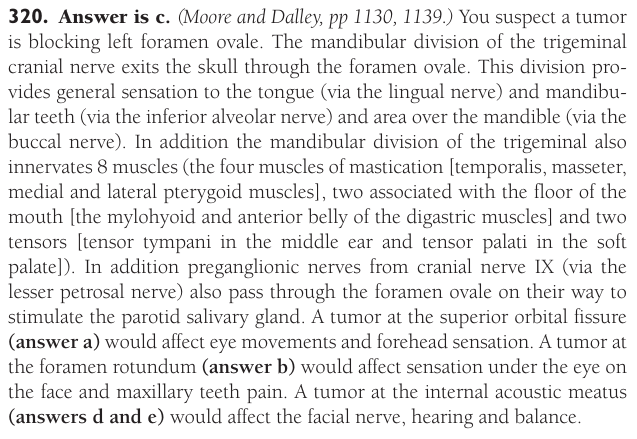 320. Answer is c. (Moore and Dalley, pp 1130, 1139.) You suspect a tumor
is blocking left foramen ovale. The mandibular division of the trigeminal
cranial nerve exits the skull through the foramen ovale. This division pro-
vides general sensation to the tongue (via the lingual nerve) and mandibu-
lar teeth (via the inferior alveolar nerve) and area over the mandible (via the
buccal nerve). In addition the mandibular division of the trigeminal also
innervates 8 muscles (the four muscles of mastication [temporalis, masseter,
medial and lateral pterygoid muscles], two associated with the floor of the
mouth [the mylohyoid and anterior belly of the digastric muscles] and two
tensors [tensor tympani in the middle ear and tensor palati in the soft
palate]). In addition preganglionic nerves from cranial nerve IX (via the
lesser petrosal nerve) also pass through the foramen ovale on their way to
stimulate the parotid salivary gland. A tumor at the superior orbital fissure
(answer a) would affect eye movements and forehead sensation. A tumor at
the foramen rotundum (answer b) would affect sensation under the eye on
the face and maxillary teeth pain. A tumor at the internal acoustic meatus
(answers d and e) would affect the facial nerve, hearing and balance.